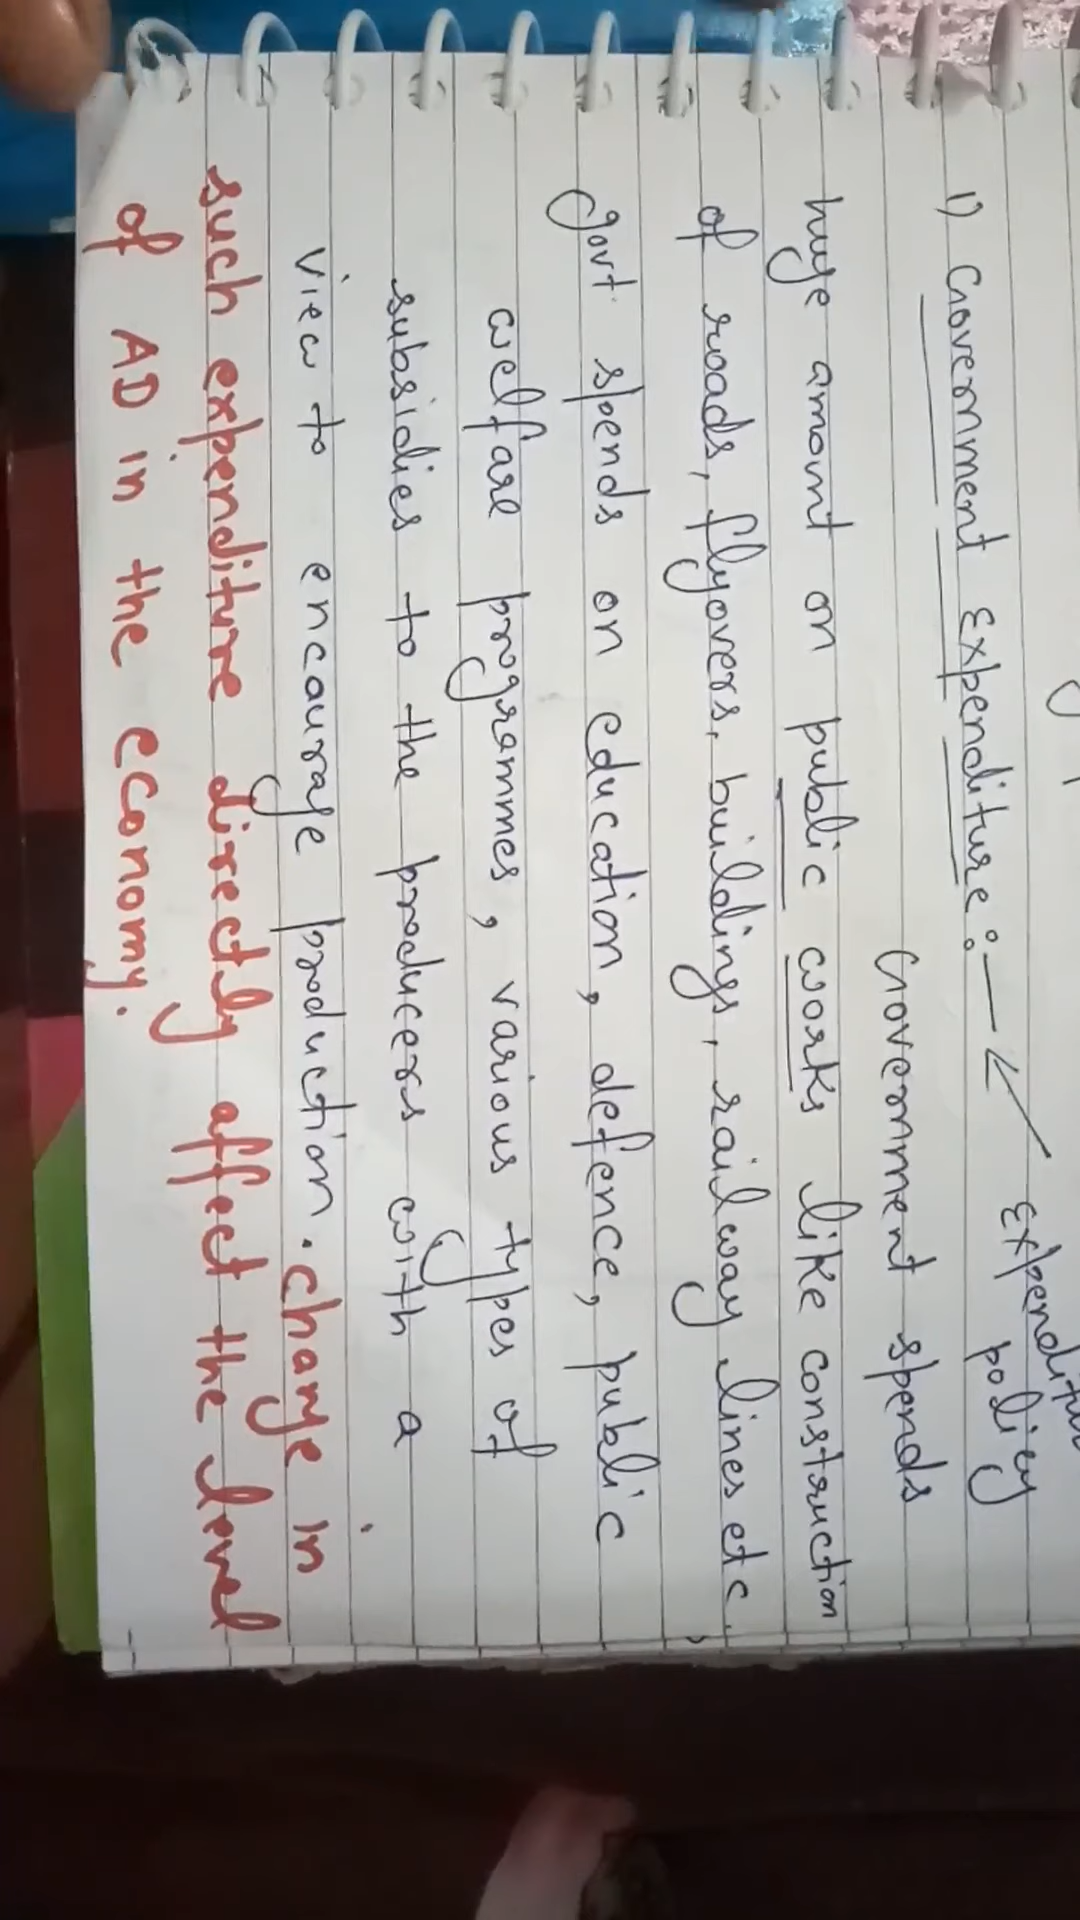 Expenditure
policy
1) Government Expenditure :—
Government spends
huge amount on public works like construction
of roads, flyovers, buildings, railway lines etc.
govt. spends on education, defence, public
welfare programmes, various types of
subsidies to the producers with a
view to encourage production. change in
such expenditure directly affect the level
of AD in the economy.